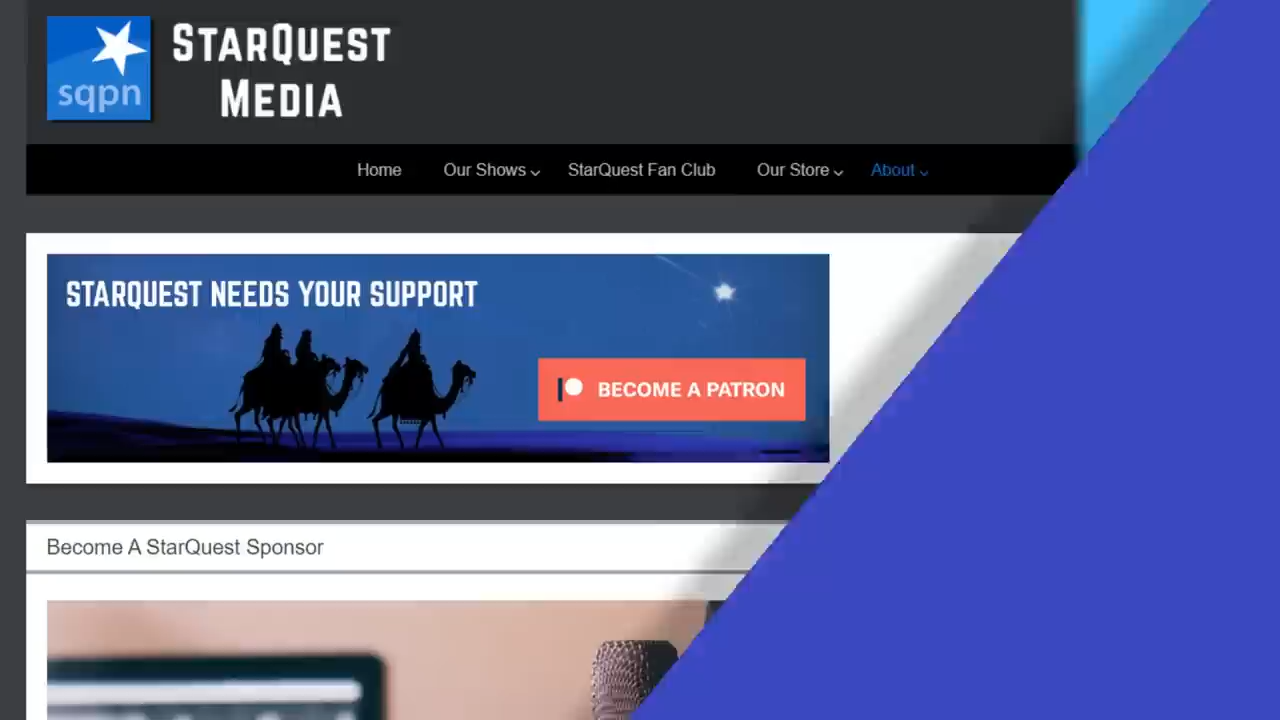 STARQUEST
MEDIA
sqpn
Home Our Shows StarQuest Fan Club Our Store About
STARQUEST NEEDS YOUR SUPPORT
BECOME A PATRON
Become A StarQuest Sponsor